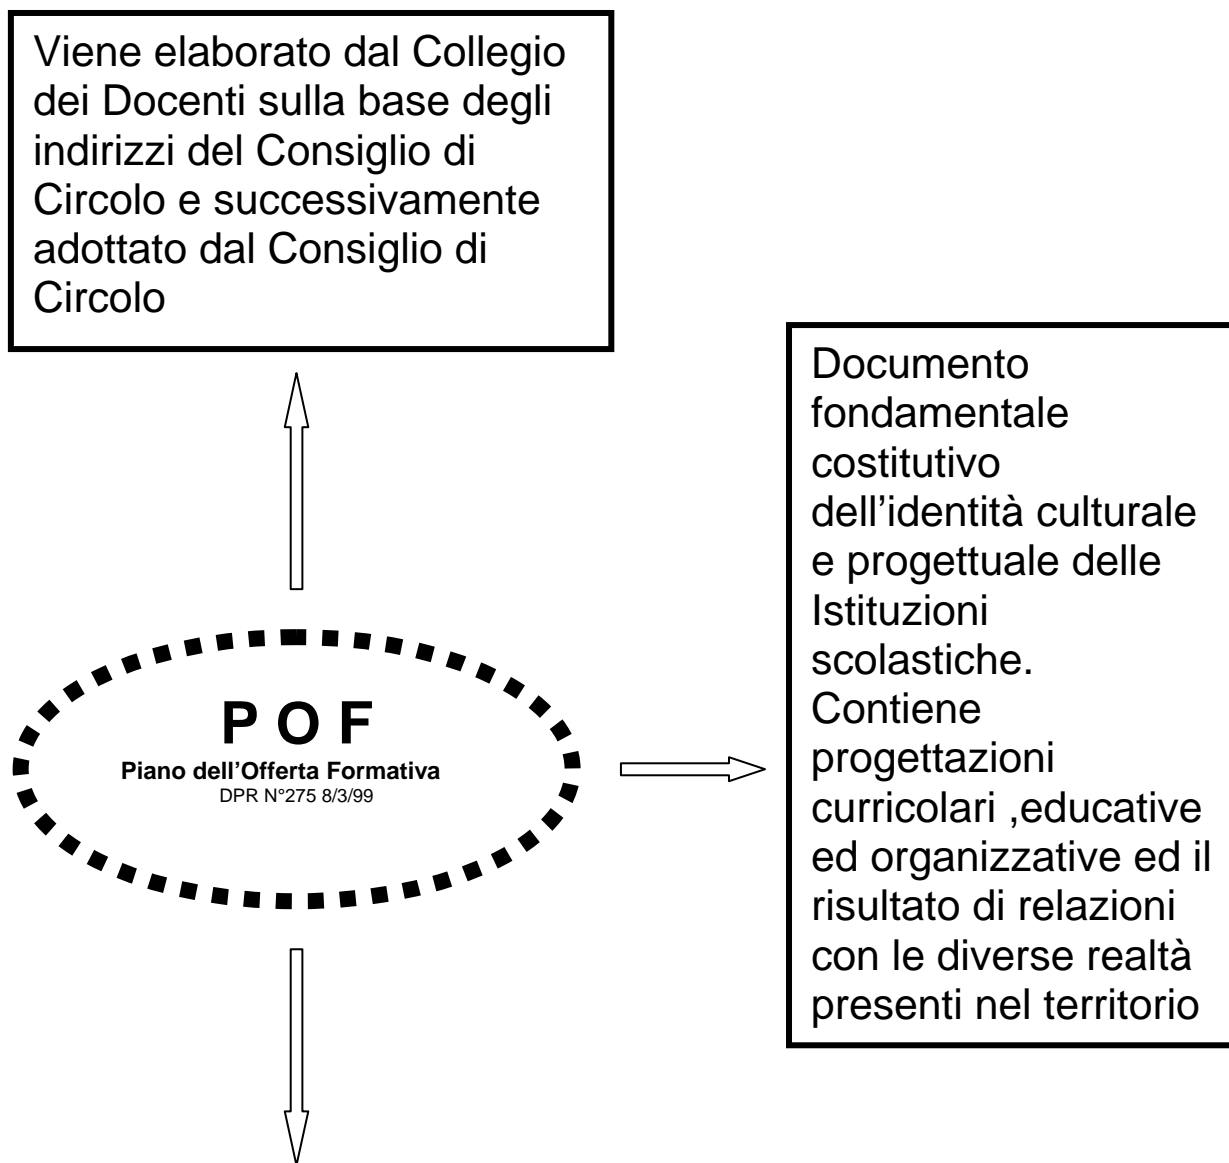 Viene elaborato dal Collegio
dei Docenti sulla base degli
indirizzi del Consiglio di
Circolo e successivamente
adottato dal Consiglio di
Circolo
Documento
fondamentale
costitutivo
dell’identità culturale
e progettuale delle
Istituzioni
scolastiche.
Contiene
progettazioni
curricolari ,educative
ed organizzative ed il
risultato di relazioni
con le diverse realtà
presenti nel territorio
P O F
Piano dell’Offerta Formativa
DPR N°275 8/3/99